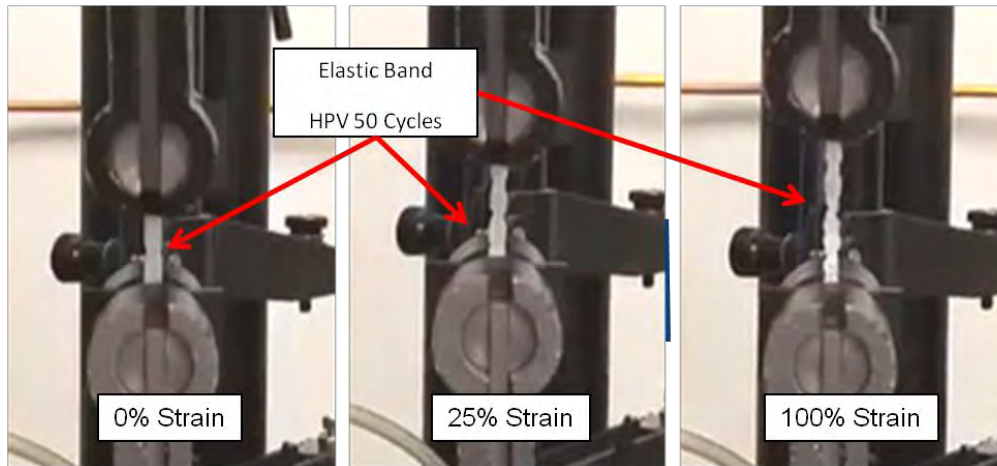 Elastic Band
HPV 50 Cycles
0% Strain
25% Strain
100% Strain